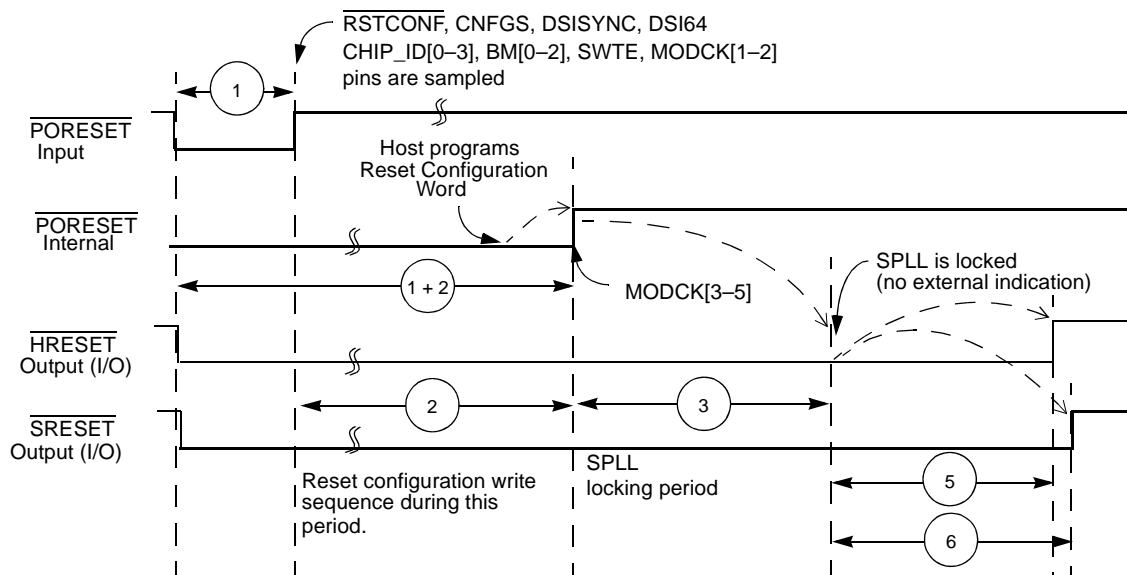 RSTCONF, CNFGS, DSISYNC, DSI64
CHIP_ID[0–3], BM[0–2], SWTE, MODCK[1–2]
pins are sampled
1
PORESET
Input
Host programs
Reset Configuration
Word
PORESET
Internal
1 + 2
MODCK[3–5]
SPLL is locked
(no external indication)
HRESET
Output (I/O)
2
3
SRESET
Output (I/O)
Reset configuration write
sequence during this
period.
SPLL
locking period
5
6